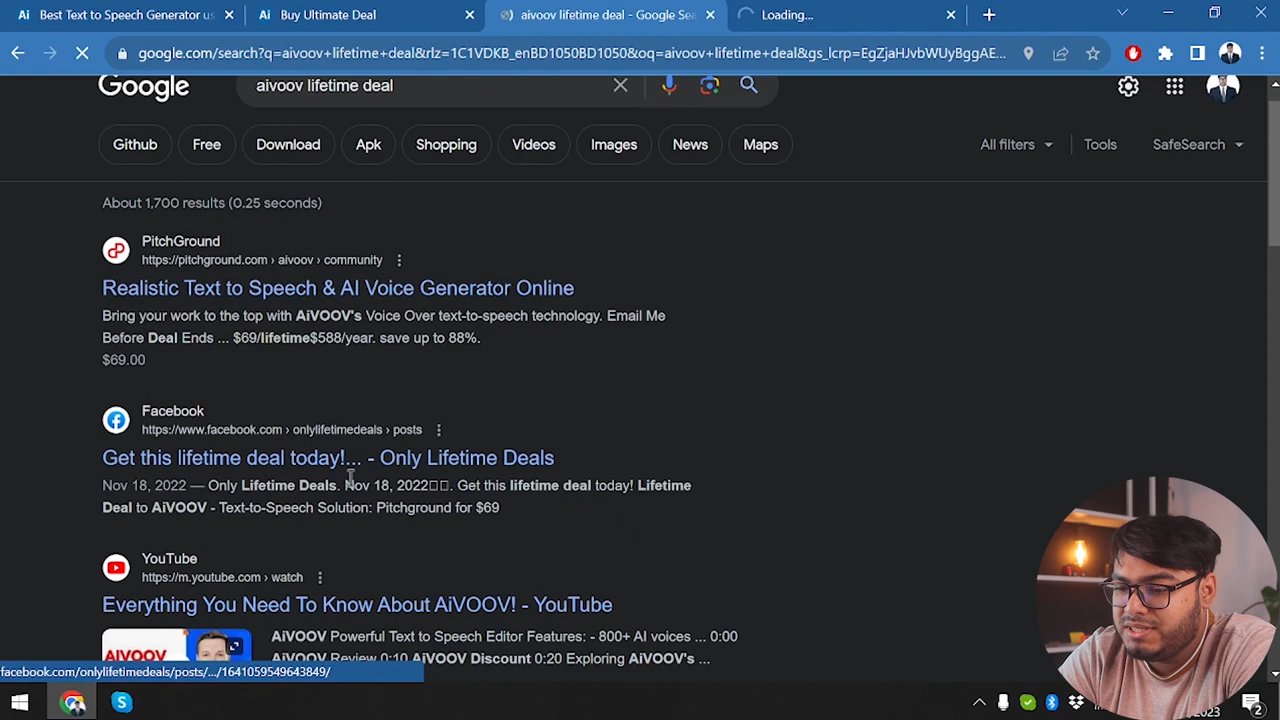 Best Text to Speech Generator us
Buy Ultimate Deal
aivoov lifetime deal - Google Sea
Loading...
google.com/search?q=aivoov+lifetime+deal&rlz=1C1VDKB_enBD1050BD1050&oq=aivoov+lifetime+deal&gs_lcrp=EgZjaHJvbWUyBggAE...
Google
aivoov lifetime deal
Github
Free
Download
Apk
Shopping
Videos
Images
News
Maps
All filters
Tools
SafeSearch
About 1,700 results (0.25 seconds)
PitchGround
https://pitchground.com › aivoov › community
Realistic Text to Speech & AI Voice Generator Online
Bring your work to the top with AiVOOV's Voice Over text-to-speech technology. Email Me
Before Deal Ends ... $69/lifetime$588/year. save up to 88%.
$69.00
Facebook
https://www.facebook.com › onlylifetimedeals › posts
Get this lifetime deal today!... - Only Lifetime Deals
Nov 18, 2022 — Only Lifetime Deals. Nov 18, 2022. Get this lifetime deal today! Lifetime
Deal to AiVOOV - Text-to-Speech Solution: Pitchground for $69
YouTube
https://m.youtube.com › watch
Everything You Need To Know About AiVOOV! - YouTube
AiVOOV Powerful Text to Speech Editor Features: - 800+ AI voices ... 0:00
AiVOOV
AiVOOV Review 0:10 AiVOOV Discount 0:20 Exploring AiVOOV's ...
facebook.com/onlylifetimedeals/posts/.../1641059549643849/
2